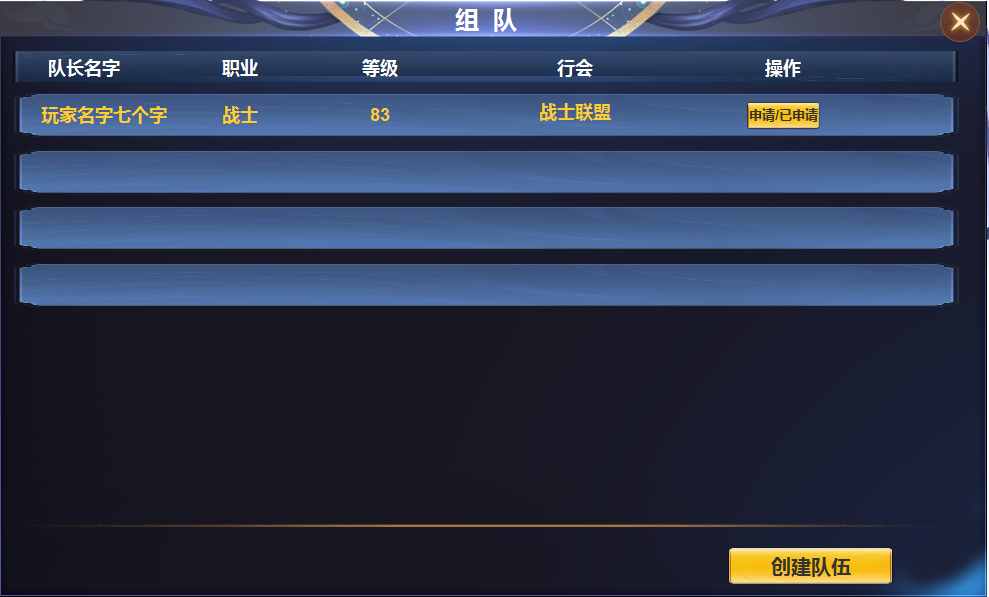 组 队
队长名字 职业 等级 行会 操作
玩家名字七个字 战士 83 战士联盟 申请/已申请
创建队伍